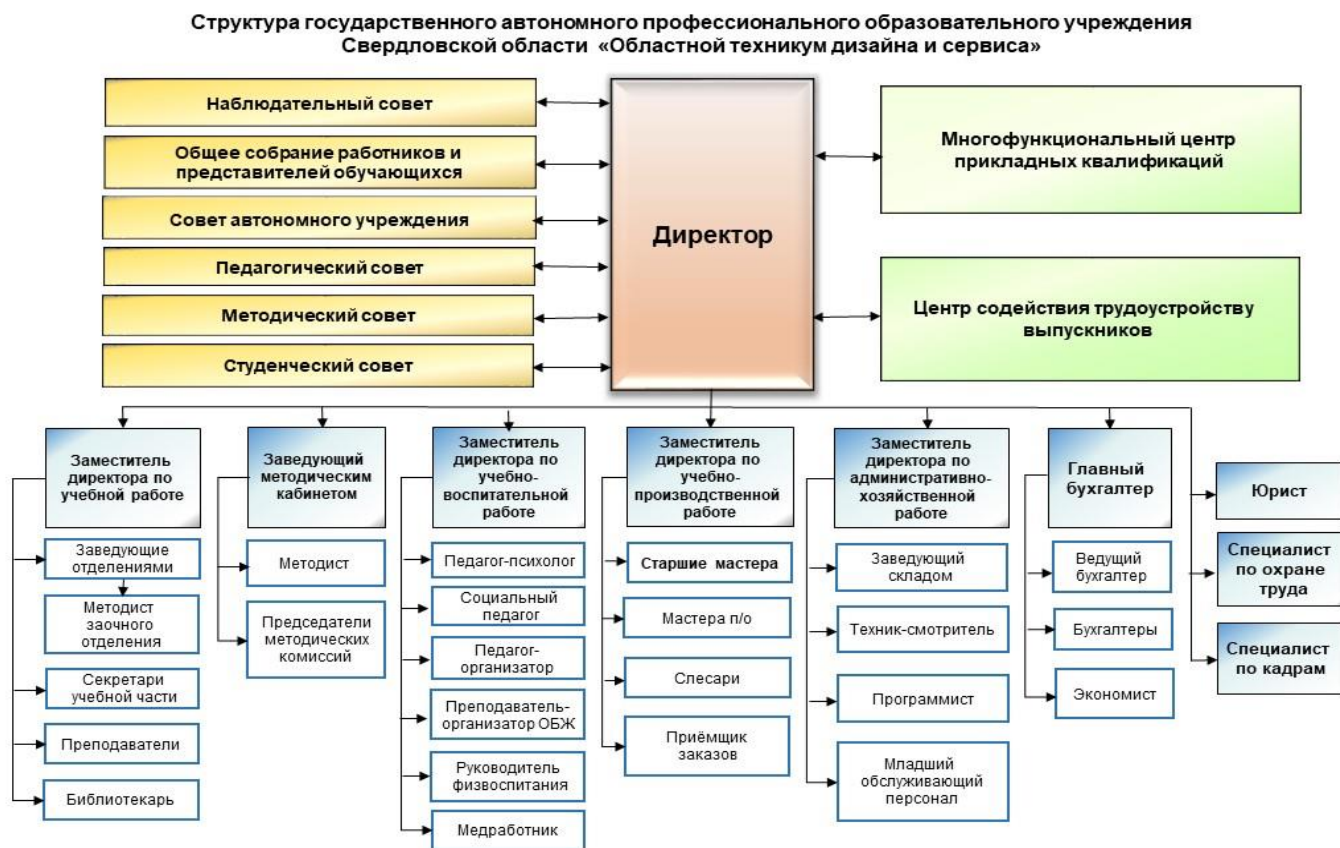 Структура государственного автономного профессионального образовательного учреждения
Свердловской области «Областной техникум дизайна и сервиса»
Наблюдательный совет
Общее собрание работников и
представителей обучающихся
Совет автономного учреждения
Педагогический совет
Методический совет
Студенческий совет
Директор
Многофункциональный центр
прикладных квалификаций
Центр содействия трудоустройству
выпускников
Заместитель
директора по
учебной работе
Заведующие
отделениями
Методист
заочного
отделения
Секретари
учебной части
Преподаватели
Библиотекарь
Заведующий
методическим
кабинетом
Методист
Председатели
методических
комиссий
Заместитель
директора по
учебно-
воспитательной
работе
Педагог-психолог
Социальный
педагог
Педагог-
организатор
Преподаватель-
организатор ОБЖ
Руководитель
физвоспитания
Медработник
Заместитель
директора по
учебно-
производственной
работе
Старшие мастера
Мастера п/о
Слесари
Приёмщик
заказов
Заместитель
директора по
административно-
хозяйственной
работе
Заведующий
складом
Техник-смотритель
Программист
Младший
обслуживающий
персонал
Главный
бухгалтер
Ведущий
бухгалтер
Бухгалтеры
Экономист
Юрист
Специалист
по охране
труда
Специалист
по кадрам